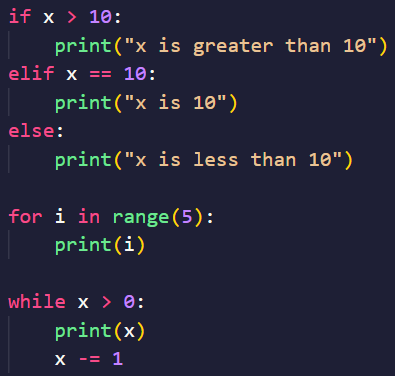 if x > 10:
    print("x is greater than 10")
elif x == 10:
    print("x is 10")
else:
    print("x is less than 10")

for i in range(5):
    print(i)

while x > 0:
    print(x)
    x -= 1